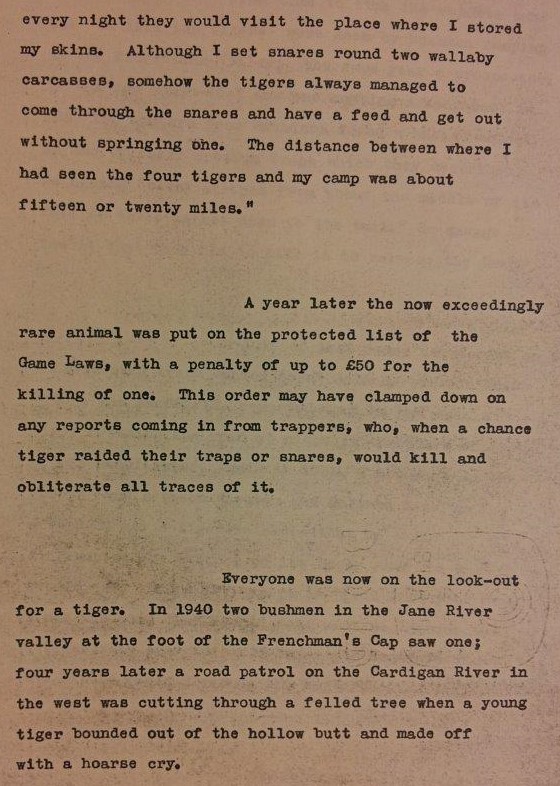 every night they would visit the place where I stored
my skins. Although I set snares round two wallaby
carcasses, somehow the tigers always managed to
come through the snares and have a feed and get out
without springing one. The distance between where I
had seen the four tigers and my camp was about
fifteen or twenty miles."
A year later the now exceedingly
rare animal was put on the protected list of the
Game Laws, with a penalty of up to £50 for the
killing of one. This order may have clamped down on
any reports coming in from trappers, who, when a chance
tiger raided their traps or snares, would kill and
obliterate all traces of it.
Everyone was now on the look-out
for a tiger. In 1940 two bushmen in the Jane River
valley at the foot of the Frenchman's Cap saw one;
four years later a road patrol on the Cardigan River in
the west was cutting through a felled tree when a young
tiger bounded out of the hollow butt and made off
with a hoarse cry.